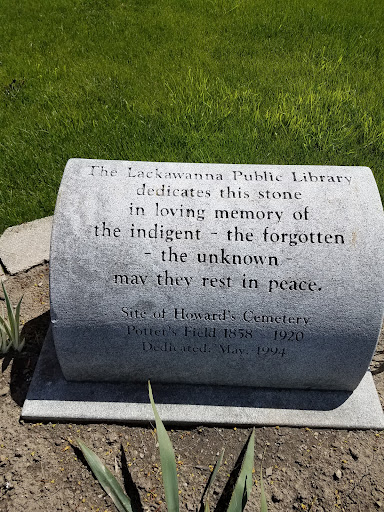 The Lackawanna Public Library
dedicates this stone
in loving memory of
the indigent - the forgotten
- the unknown -
may they rest in peace.
Site of Howard's Cemetery
Potter's Field 1858 - 1920
Dedicated, May, 1994